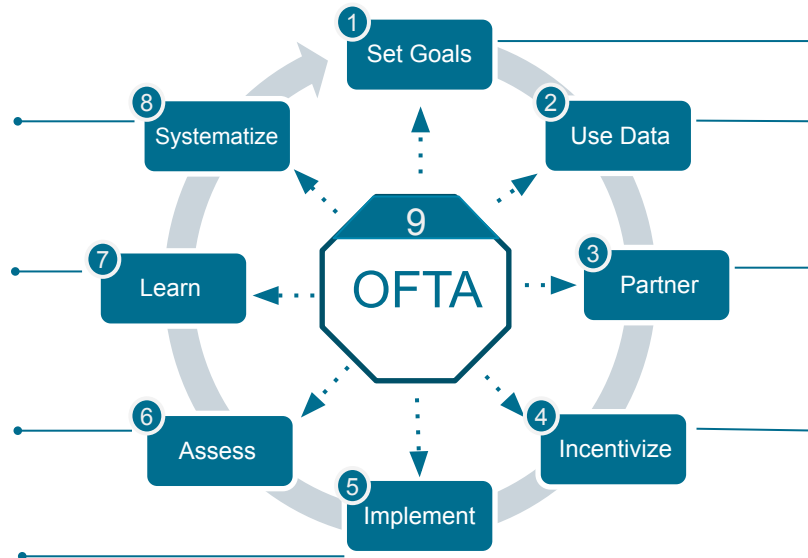 1
Set Goals
2
Use Data
3
Partner
4
Incentivize
5
Implement
6
Assess
7
Learn
8
Systematize
9
OFTA